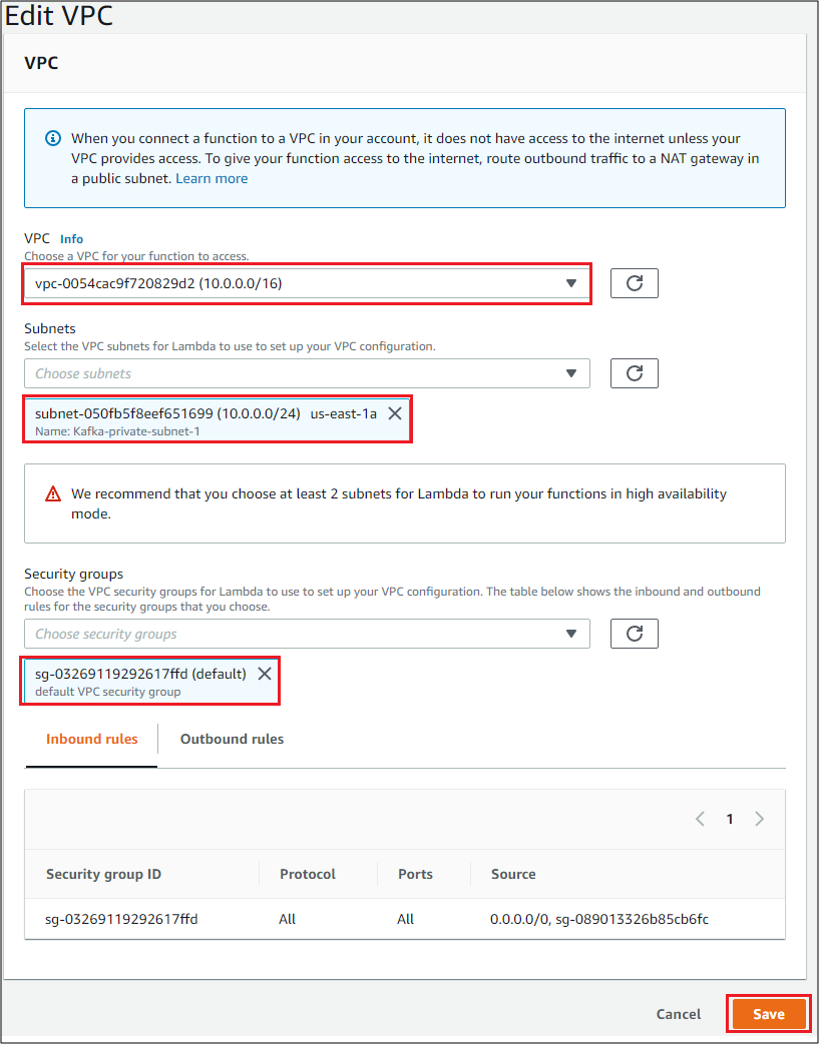 Edit VPC
VPC
When you connect a function to a VPC in your account, it does not have access to the internet unless your
VPC provides access. To give your function access to the internet, route outbound traffic to a NAT gateway in
a public subnet. Learn more
VPC Info
Choose a VPC for your function to access.
vpc-0054cac9f720829d2 (10.0.0.0/16)
Subnets
Select the VPC subnets for Lambda to use to set up your VPC configuration.
Choose subnets
subnet-050fb5f8eef651699 (10.0.0.0/24) us-east-1a
Name: Kafka-private-subnet-1
We recommend that you choose at least 2 subnets for Lambda to run your functions in high availability
mode.
Security groups
Choose the VPC security groups for Lambda to use to set up your VPC configuration. The table below shows the inbound and outbound
rules for the security groups that you choose.
Choose security groups
sg-03269119292617ffd (default)
default VPC security group
Inbound rules Outbound rules
1
Security group ID Protocol Ports Source
sg-03269119292617ffd All All 0.0.0.0/0, sg-089013326b85cb6fc
Cancel Save